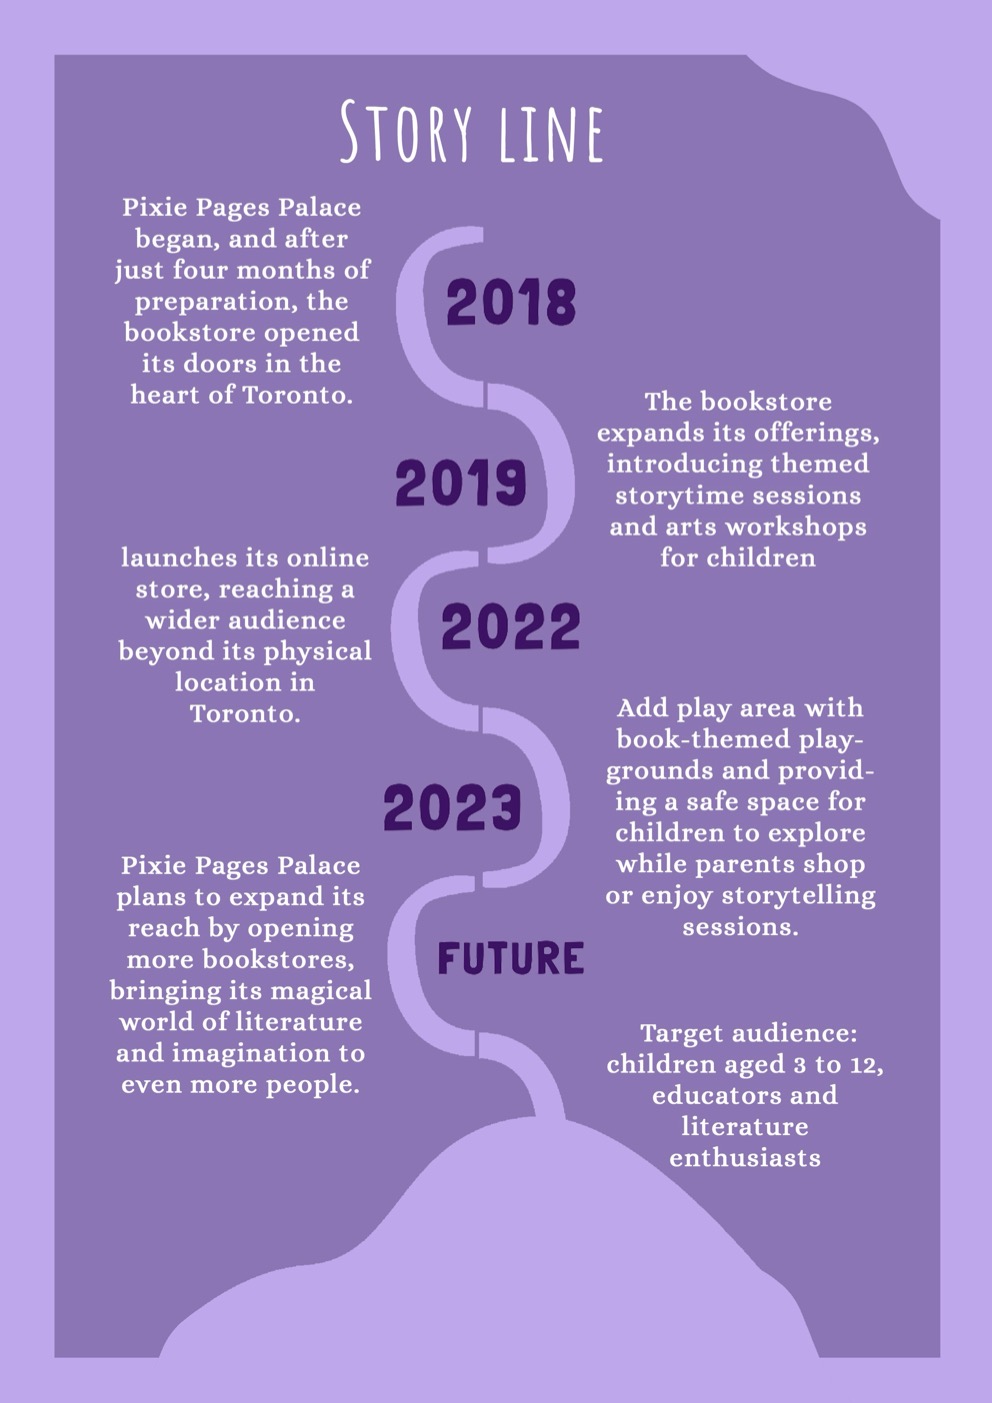 STORY LINE
Pixie Pages Palace
began, and after
just four months of
preparation, the
bookstore opened
its doors in the
heart of Toronto.
2018
The bookstore
expands its offerings,
introducing themed
storytime sessions
and arts workshops
for children
2019
launches its online
store, reaching a
wider audience
beyond its physical
location in
Toronto.
2022
Add play area with
book-themed play-
grounds and provid-
ing a safe space for
children to explore
while parents shop
or enjoy storytelling
sessions.
2023
Pixie Pages Palace
plans to expand its
reach by opening
more bookstores,
bringing its magical
world of literature
and imagination to
even more people.
FUTURE
Target audience:
children aged 3 to 12,
educators and
literature
enthusiasts